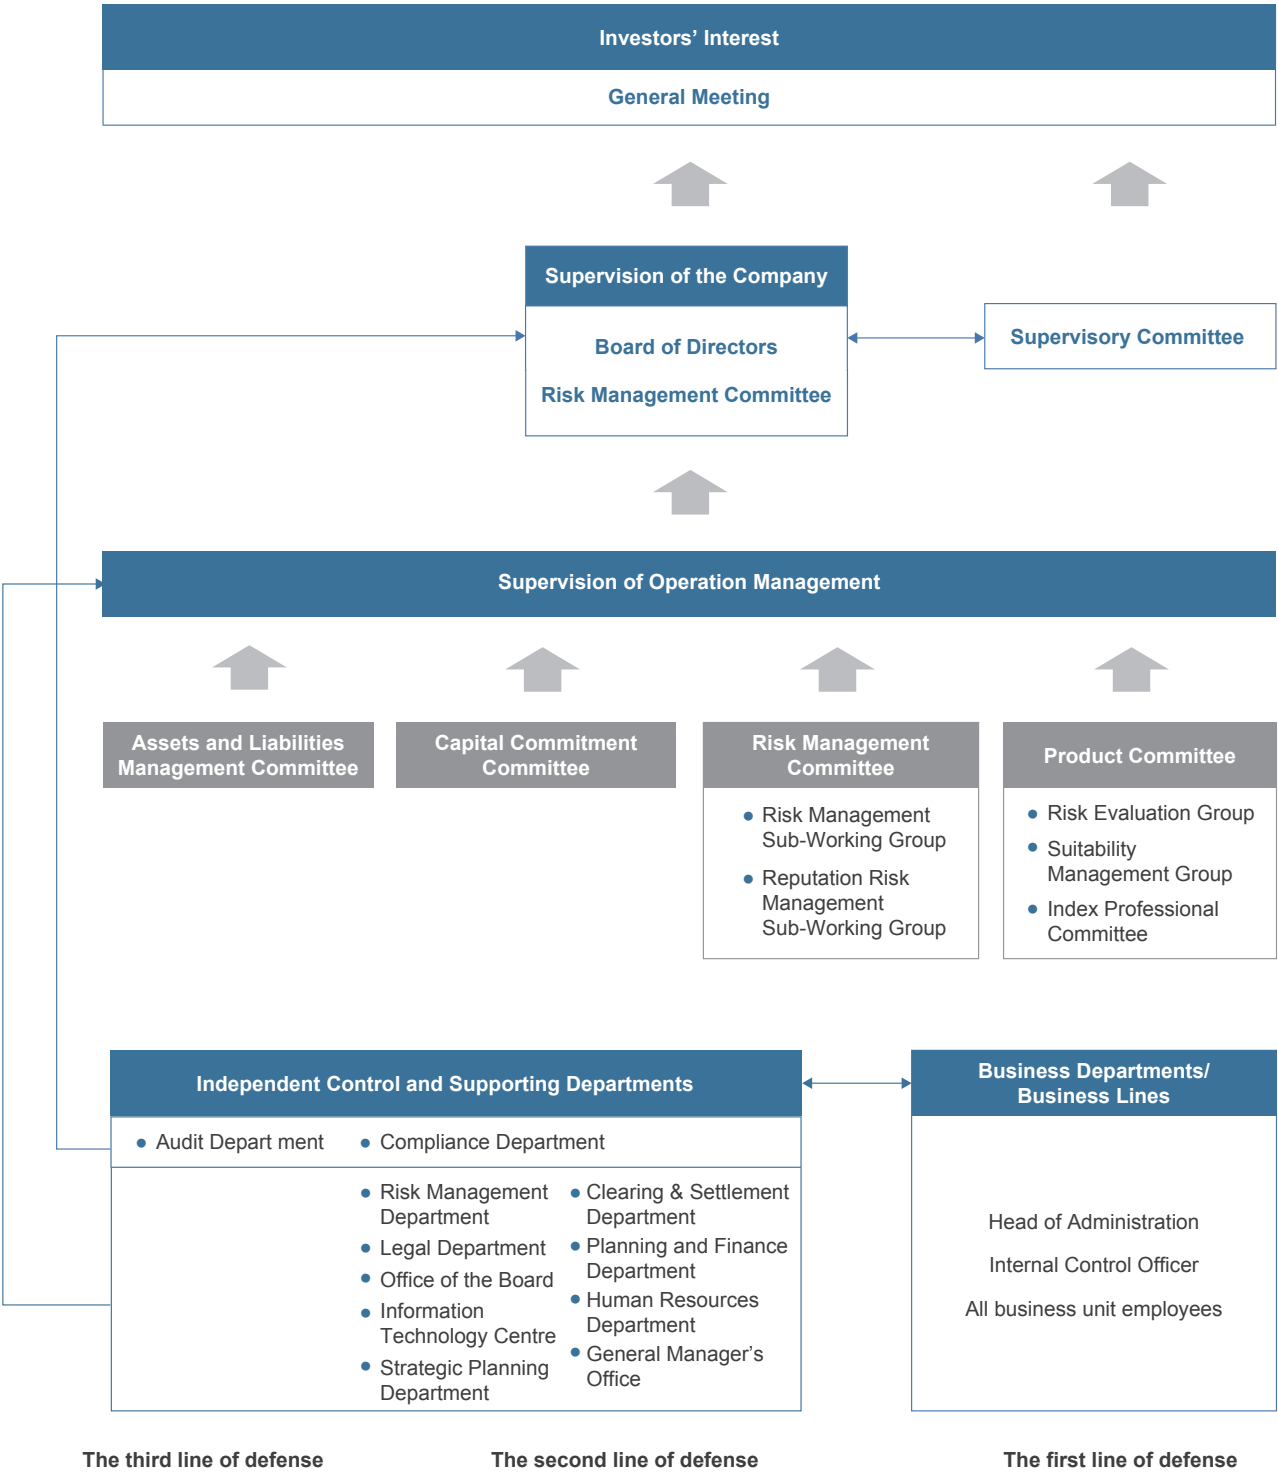 Investors’ Interest
General Meeting
Supervision of the Company
Board of Directors
Risk Management Committee
Supervisory Committee
Supervision of Operation Management
Assets and Liabilities
Management Committee
Capital Commitment
Committee
Risk Management
Committee
Risk Management
Sub-Working Group
Reputation Risk
Management
Sub-Working Group
Product Committee
Risk Evaluation Group
Suitability
Management Group
Index Professional
Committee
Independent Control and Supporting Departments
Audit Depart ment
Compliance Department
Risk Management
Department
Legal Department
Office of the Board
Information
Technology Centre
Strategic Planning
Department
Clearing & Settlement
Department
Planning and Finance
Department
Human Resources
Department
General Manager’s
Office
Business Departments/
Business Lines
Head of Administration
Internal Control Officer
All business unit employees
The third line of defense
The second line of defense
The first line of defense